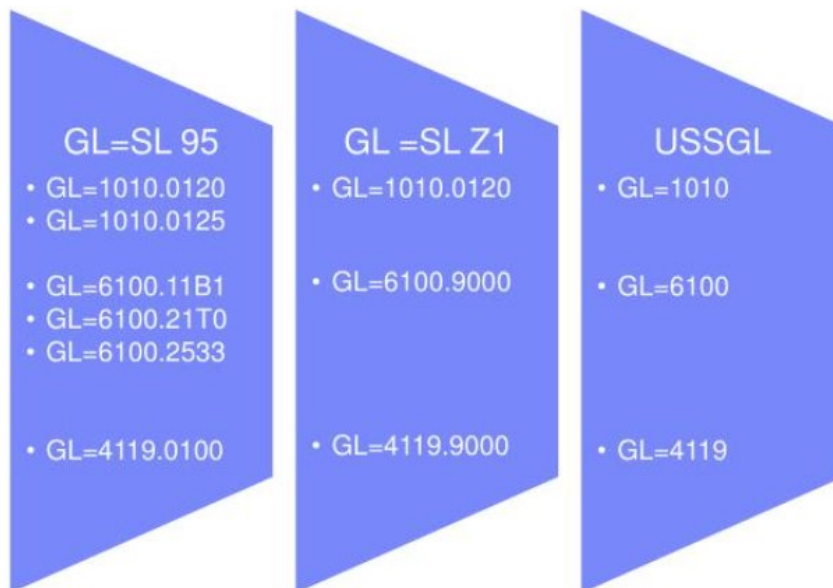 GL=SL 95
• GL=1010.0120
• GL=1010.0125
• GL=6100.11B1
• GL=6100.21T0
• GL=6100.2533
• GL=4119.0100
GL =SL Z1
• GL=1010.0120
• GL=6100.9000
• GL=4119.9000
USSGL
• GL=1010
• GL=6100
• GL=4119